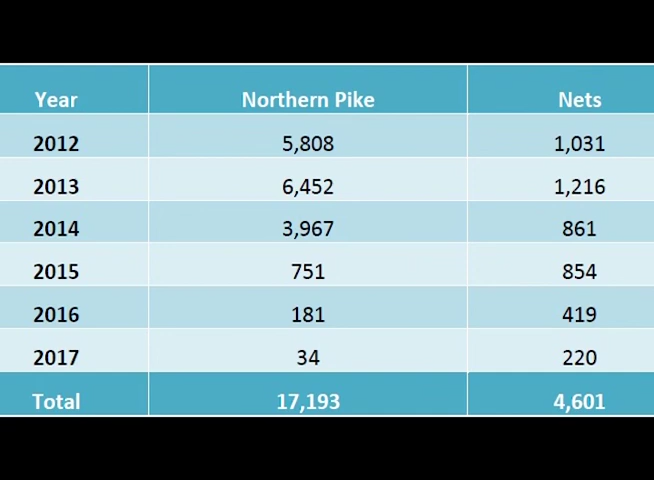 Year Northern Pike Nets
2012 5,808 1,031
2013 6,452 1,216
2014 3,967 861
2015 751 854
2016 181 419
2017 34 220
Total 17,193 4,601